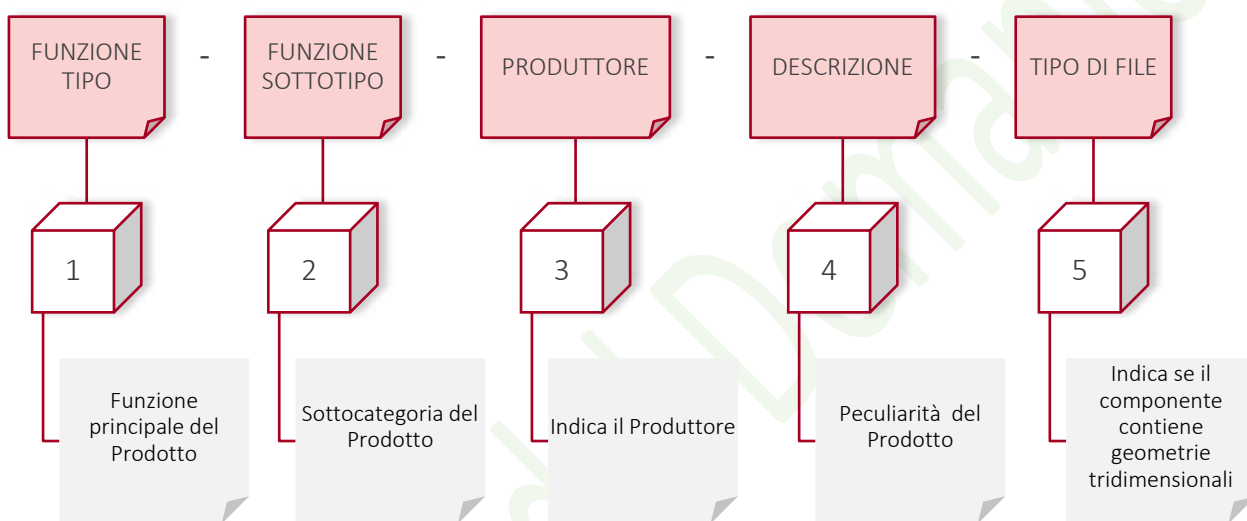 FUNZIONE
TIPO
-
FUNZIONE
SOTTOTIPO
-
PRODUTTORE
-
DESCRIZIONE
-
TIPO DI FILE
1
2
3
4
5
Funzione
principale del
Prodotto
Sottocategoria del
Prodotto
Indica il Produttore
Peculiarità del
Prodotto
Indica se il
componente
contiene
geometrie
tridimensionali